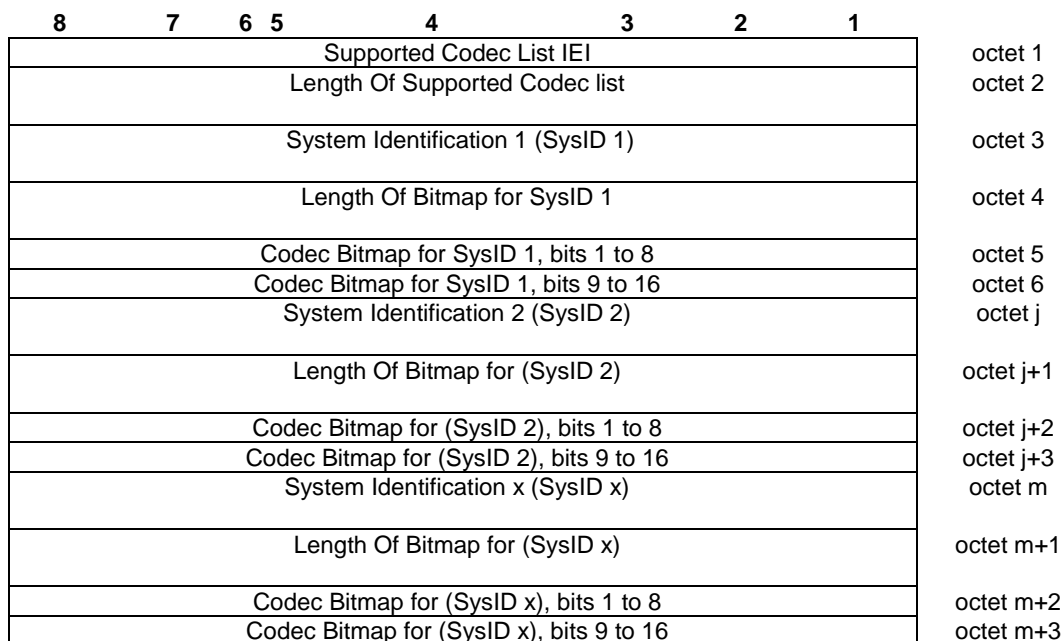 8 7 6 5 4 3 2 1
Supported Codec List IEI octet 1
Length Of Supported Codec list octet 2
System Identification 1 (SysID 1) octet 3
Length Of Bitmap for SysID 1 octet 4
Codec Bitmap for SysID 1, bits 1 to 8 octet 5
Codec Bitmap for SysID 1, bits 9 to 16 octet 6
System Identification 2 (SysID 2) octet j
Length Of Bitmap for (SysID 2) octet j+1
Codec Bitmap for (SysID 2), bits 1 to 8 octet j+2
Codec Bitmap for (SysID 2), bits 9 to 16 octet j+3
System Identification x (SysID x) octet m
Length Of Bitmap for (SysID x) octet m+1
Codec Bitmap for (SysID x), bits 1 to 8 octet m+2
Codec Bitmap for (SysID x), bits 9 to 16 octet m+3